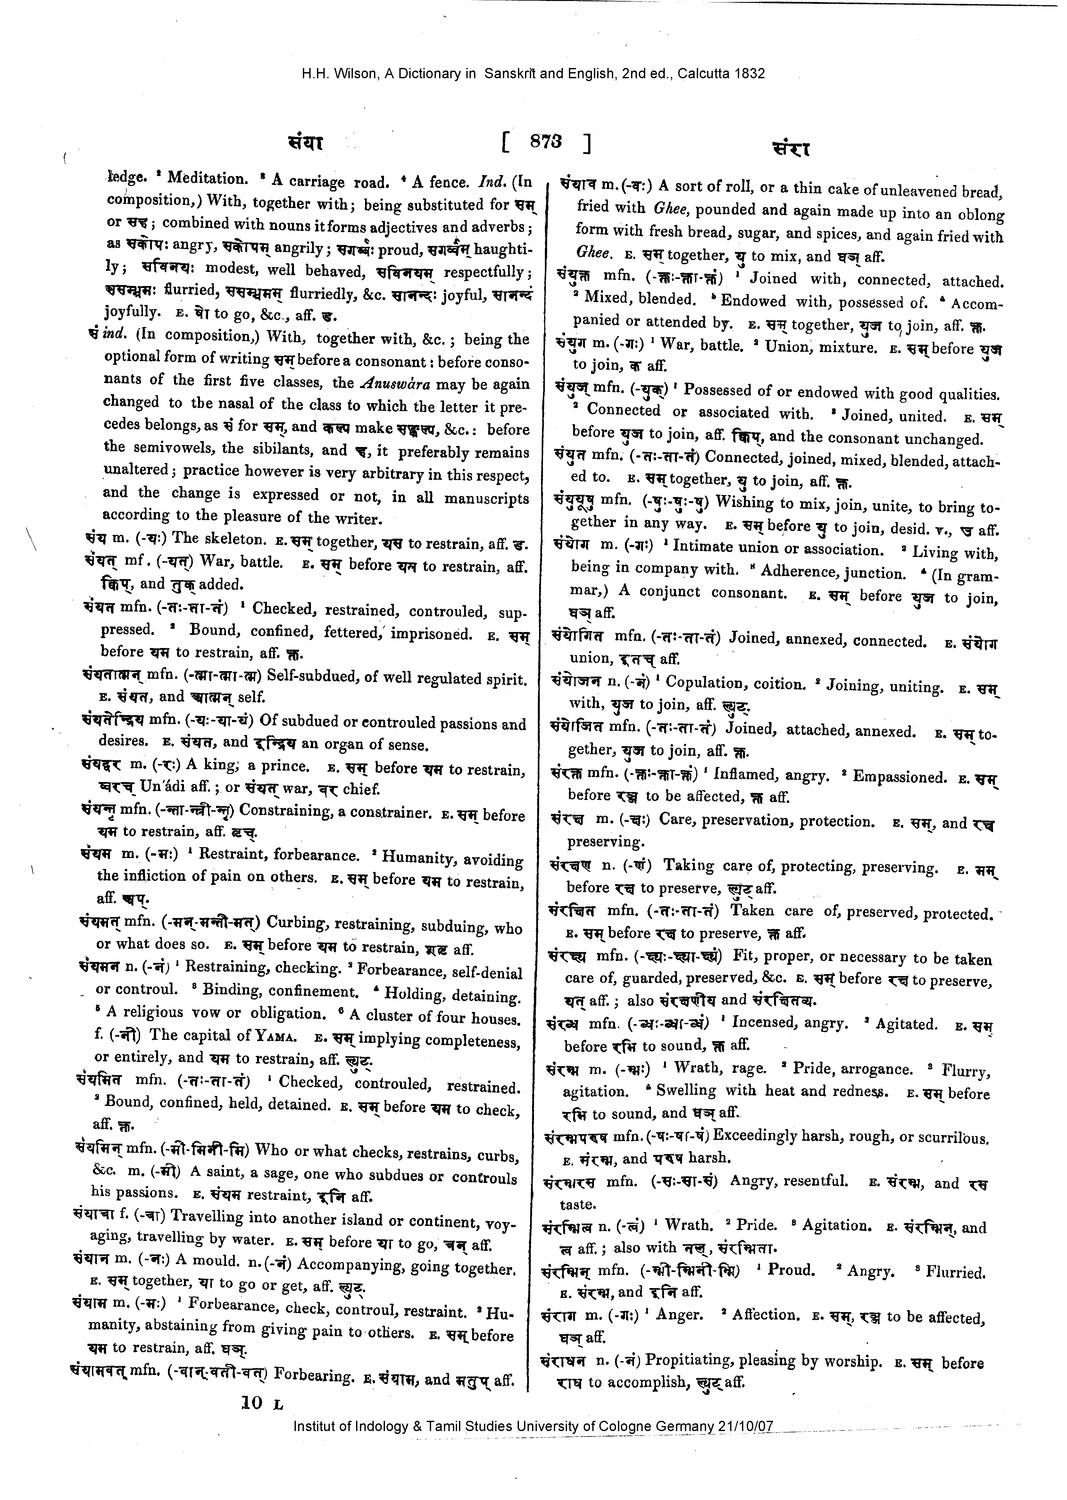 H.H. Wilson, A Dictionary in Sanskrit and English, 2nd ed., Calcutta 1832
संया [ 873 ] संरा
ledge. ² Meditation. ³ A carriage road. ⁴ A fence. Ind. (In
composition,) With, together with; being substituted for सम्
or सह; combined with nouns it forms adjectives and adverbs;
as सकोपः angry, सकोपम् angrily; सगर्व्वः proud, सगर्व्वम् haughti-
ly; सविनयः modest, well behaved, सविनयम् respectfully;
ससम्भ्रमः flurried, ससम्भ्रमम् flurriedly, &c. सानन्दः joyful, सानन्दं
joyfully. E. षो to go, &c., aff. ड.
सं ind. (In composition,) With, together with, &c.; being the
optional form of writing सम् before a consonant: before conso-
nants of the first five classes, the Anuswára may be again
changed to the nasal of the class to which the letter it pre-
cedes belongs, as सं for सम्, and कल्प make सङ्कल्प, &c.: before
the semivowels, the sibilants, and ह, it preferably remains
unaltered; practice however is very arbitrary in this respect,
and the change is expressed or not, in all manuscripts
according to the pleasure of the writer.
संय m. (-यः) The skeleton. E. सम् together, यम to restrain, aff. ड.
संयत् mf. (-यत्) War, battle. E. सम् before यम to restrain, aff.
क्विप्, and तुक् added.
संयत mfn. (-तः-ता-तं) ¹ Checked, restrained, controuled, sup-
pressed. ² Bound, confined, fettered, imprisoned. E. सम्
before यम to restrain, aff. क्त.
संयतात्मन् mfn. (-त्मा-त्मा-त्म) Self-subdued, of well regulated spirit.
E. संयत, and आत्मन् self.
संयतेन्द्रिय mfn. (-यः-या-यं) Of subdued or controuled passions and
desires. E. संयत, and इन्द्रिय an organ of sense.
संयद्वर m. (-रः) A king, a prince. E. सम् before यम to restrain,
ष्वरच् Un'ádi aff.; or संयत् war, वर chief.
संयन्तृ mfn. (-न्ता-न्त्री-न्तृ) Constraining, a constrainer. E. सम् before
यम to restrain, aff. तृच्.
संयम m. (-मः) ¹ Restraint, forbearance. ² Humanity, avoiding
the infliction of pain on others. E. सम् before यम to restrain,
aff. अप्.
संयमत् mfn. (-मन्-मन्ती-मत्) Curbing, restraining, subduing, who
or what does so. E. सम् before यम to restrain, शतृ aff.
संयमन n. (-नं) ¹ Restraining, checking. ² Forbearance, self-denial
or controul. ³ Binding, confinement. ⁴ Holding, detaining.
⁵ A religious vow or obligation. ⁶ A cluster of four houses.
f. (-नी) The capital of YAMA. E. सम् implying completeness,
or entirely, and यम to restrain, aff. ल्युट्.
संयमित mfn. (-तः-ता-तं) ¹ Checked, controuled, restrained.
² Bound, confined, held, detained. E. सम् before यम to check,
aff. क्त.
संयमिन् mfn. (-मी-मिनी-मि) Who or what checks, restrains, curbs,
&c. m. (-मी) A saint, a sage, one who subdues or controuls
his passions. E. संयम restraint, इनि aff.
संयाचा f. (-चा) Travelling into another island or continent, voy-
aging, travelling by water. E. सम् before या to go, चन् aff.
संयान m. (-नः) A mould. n. (-नं) Accompanying, going together.
E. सम् together, या to go or get, aff. ल्युट्.
संयाम m. (-मः) ¹ Forbearance, check, controul, restraint. ² Hu-
manity, abstaining from giving pain to others. E. सम् before
यम to restrain, aff. घञ्.
संयामवत् mfn. (-वान्-वती-वत्) Forbearing. E. संयाम, and मतुप् aff.
10 L
संयाव m. (-वः) A sort of roll, or a thin cake of unleavened bread,
fried with Ghee, pounded and again made up into an oblong
form with fresh bread, sugar, and spices, and again fried with
Ghee. E. सम् together, यु to mix, and घञ् aff.
संयुक्त mfn. (-क्तः-क्ता-क्तं) ¹ Joined with, connected, attached.
² Mixed, blended. ³ Endowed with, possessed of. ⁴ Accom-
panied or attended by. E. सम् together, युज to join, aff. क्त.
संयुग m. (-गः) ¹ War, battle. ² Union, mixture. E. सम् before युज
to join, क aff.
संयुज् mfn. (-युक्) ¹ Possessed of or endowed with good qualities.
² Connected or associated with. ³ Joined, united. E. सम्
before युज to join, aff. क्विप्, and the consonant unchanged.
संयुत mfn. (-तः-ता-तं) Connected, joined, mixed, blended, attach-
ed to. E. सम् together, यु to join, aff. क्त.
संयुयूषु mfn. (-षुः-षुः-षु) Wishing to mix, join, unite, to bring to-
gether in any way. E. सम् before यु to join, desid. v., उ aff.
संयोग m. (-गः) ¹ Intimate union or association. ² Living with,
being in company with. ³ Adherence, junction. ⁴ (In gram-
mar,) A conjunct consonant. E. सम् before युज to join,
घञ् aff.
संयोगित mfn. (-तः-ता-तं) Joined, annexed, connected. E. संयोग
union, इतच् aff.
संयोजन n. (-नं) ¹ Copulation, coition. ² Joining, uniting. E. सम्
with, युज to join, aff. ल्युट्.
संयोजित mfn. (-तः-ता-तं) Joined, attached, annexed. E. सम् to-
gether, युज to join, aff. क्त.
संरक्त mfn. (-क्तः-क्ता-क्तं) ¹ Inflamed, angry. ² Empassioned. E. सम्
before रञ्ज to be affected, क्त aff.
संरक्ष m. (-क्षः) Care, preservation, protection. E. सम्, and रक्ष
preserving.
संरक्षण n. (-णं) Taking care of, protecting, preserving. E. सम्
before रक्ष to preserve, ल्युट् aff.
संरक्षित mfn. (-तः-ता-तं) Taken care of, preserved, protected.
E. सम् before रक्ष to preserve, क्त aff.
संरक्ष्य mfn. (-क्ष्यः-क्ष्या-क्ष्यं) Fit, proper, or necessary to be taken
care of, guarded, preserved, &c. E. सम् before रक्ष to preserve,
यत् aff.; also संरक्षणीय and संरक्षितव्य.
संरब्ध mfn. (-ब्धः-ब्धा-ब्धं) ¹ Incensed, angry. ² Agitated. E. सम्
before रभि to sound, क्त aff.
संरम्भ m. (-म्भः) ¹ Wrath, rage. ² Pride, arrogance. ³ Flurry,
agitation. ⁴ Swelling with heat and redness. E. सम् before
रभि to sound, and घञ् aff.
संरम्भपरुष mfn. (-षः-षा-षं) Exceedingly harsh, rough, or scurrilous.
E. संरम्भ, and परुष harsh.
संरम्भरस mfn. (-सः-सा-सं) Angry, resentful. E. संरम्भ, and रस
taste.
संरम्भित्व n. (-त्वं) ¹ Wrath. ² Pride. ³ Agitation. E. संरम्भिन्, and
त्व aff.; also with तल्, संरम्भिता.
संरम्भिन् mfn. (-म्भी-म्भिनी-म्भि) ¹ Proud. ² Angry. ³ Flurried.
E. संरम्भ, and इनि aff.
संराग m. (-गः) ¹ Anger. ² Affection. E. सम्, रञ्ज to be affected,
घञ् aff.
संराधन n. (-नं) Propitiating, pleasing by worship. E. सम् before
राध to accomplish, ल्युट् aff.
Institut of Indology & Tamil Studies University of Cologne Germany 21/10/07